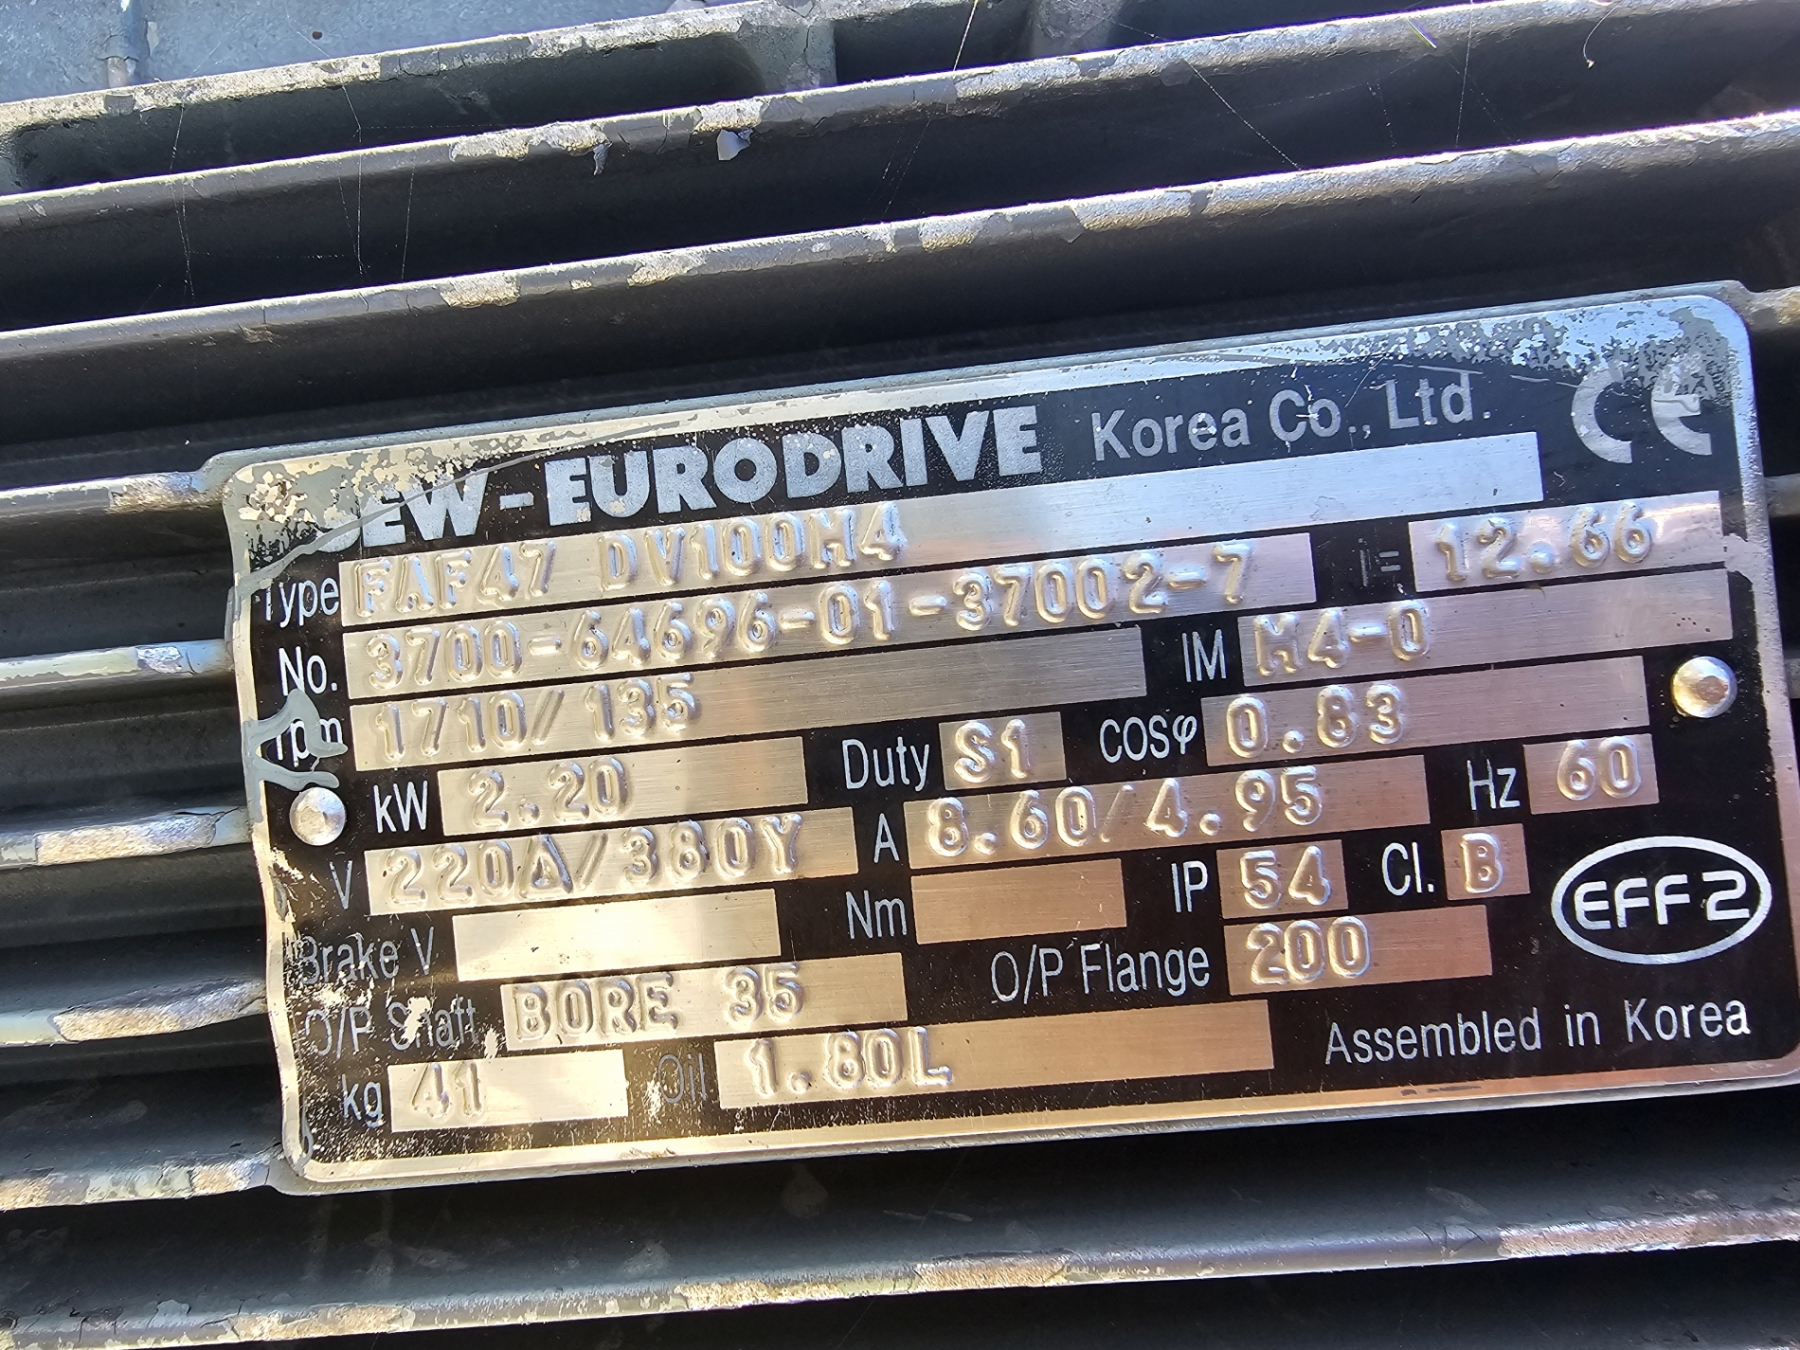 SEW-EURODRIVE Korea Co., Ltd. CE
Type FAF47 DV100M4 i= 12.66
No. 3700-64696-01-37002-7 IM M4-0
rpm 1710/135 Duty S1 cosφ 0.83
kW 2.20 A 8.60/4.95 Hz 60
V 220Δ/380Y Nm IP 54 Cl. B
Brake V O/P Flange 200 EFF2
O/P Shaft BORE 35
kg 41 Oil 1.80L Assembled in Korea